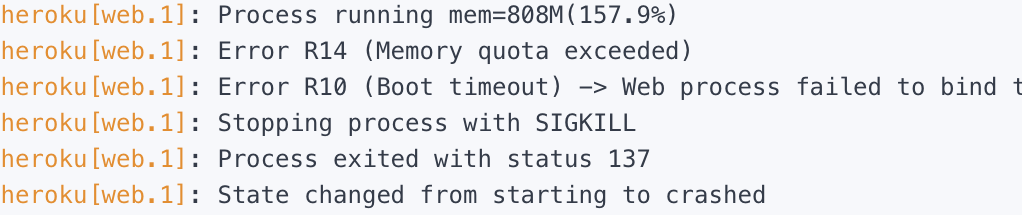 heroku[web.1]: Process running mem=808M(157.9%)
heroku[web.1]: Error R14 (Memory quota exceeded)
heroku[web.1]: Error R10 (Boot timeout) -> Web process failed to bind t
heroku[web.1]: Stopping process with SIGKILL
heroku[web.1]: Process exited with status 137
heroku[web.1]: State changed from starting to crashed